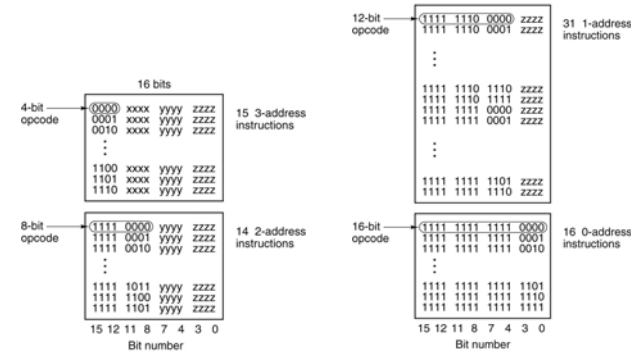 16 bits
4-bit opcode
0000 xxxx yyyy zzzz
0001 xxxx yyyy zzzz
0010 xxxx yyyy zzzz
⋮
1100 xxxx yyyy zzzz
1101 xxxx yyyy zzzz
1110 xxxx yyyy zzzz
15 3-address
instructions
8-bit
opcode
1111 0000 yyyy zzzz
1111 0001 yyyy zzzz
1111 0010 yyyy zzzz
⋮
1111 1011 yyyy zzzz
1111 1100 yyyy zzzz
1111 1101 yyyy zzzz
14 2-address
instructions
15 12 11 8 7 4 3 0
Bit number
12-bit
opcode
1111 1110 0000 zzzz
1111 1110 0001 zzzz
⋮
1111 1110 1110 zzzz
1111 1110 1111 zzzz
1111 1111 0000 zzzz
1111 1111 0001 zzzz
⋮
1111 1111 1101 zzzz
1111 1111 1110 zzzz
31 1-address
instructions
16-bit
opcode
1111 1111 1111 0000
1111 1111 1111 0001
1111 1111 1111 0010
⋮
1111 1111 1111 1101
1111 1111 1111 1110
1111 1111 1111 1111
16 0-address
instructions
15 12 11 8 7 4 3 0
Bit number